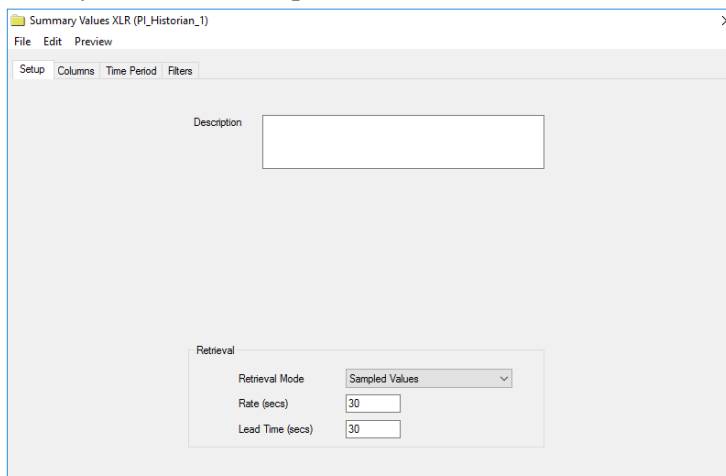 Summary Values XLR (PI_Historian_1)
File Edit Preview
Setup Columns Time Period Filters
Description
Retrieval
Retrieval Mode Sampled Values
Rate (secs) 30
Lead Time (secs) 30